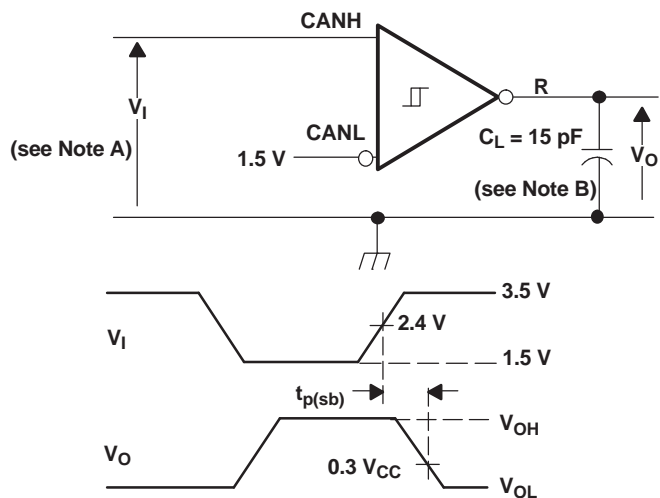 CANH
V_I
(see Note A)
CANL
1.5 V
R
C_L = 15 pF
(see Note B)
V_O
V_I
3.5 V
2.4 V
1.5 V
t_p(sb)
V_O
V_OH
0.3 V_CC
V_OL